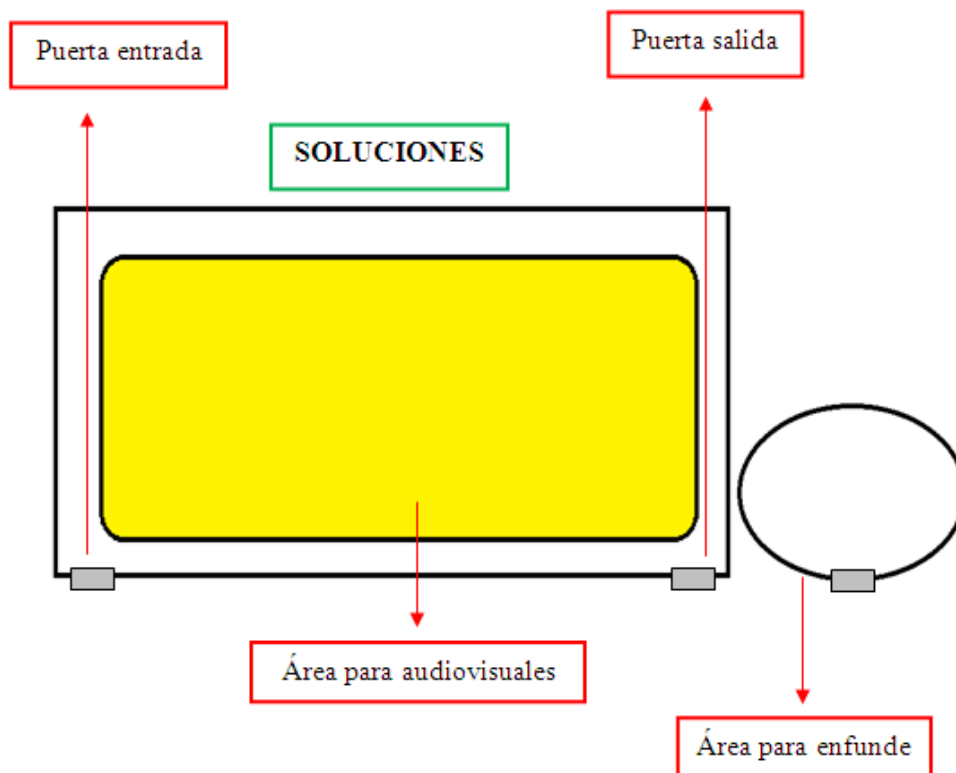 Puerta entrada
Puerta salida
SOLUCIONES
Área para audiovisuales
Área para enfunde